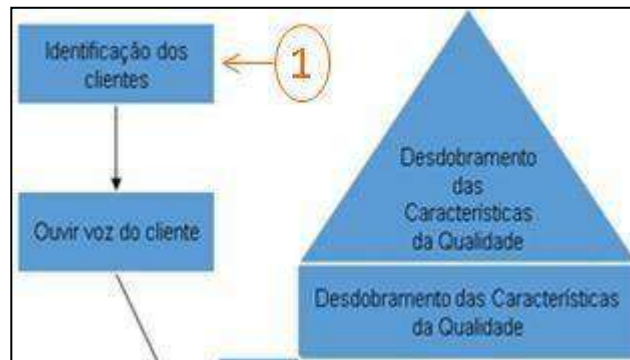 Identificação dos
clientes
1
Ouvir voz do cliente
Desdobramento
das
Características
da Qualidade
Desdobramento das Características
da Qualidade